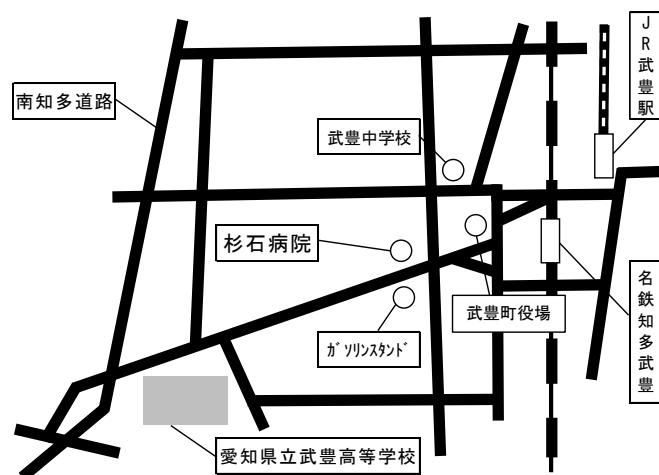 JR武豊駅
南知多道路
武豊中学校
杉石病院
武豊町役場
名鉄知多武豊
ｶﾞｿﾘﾝｽﾀﾝﾄﾞ
愛知県立武豊高等学校